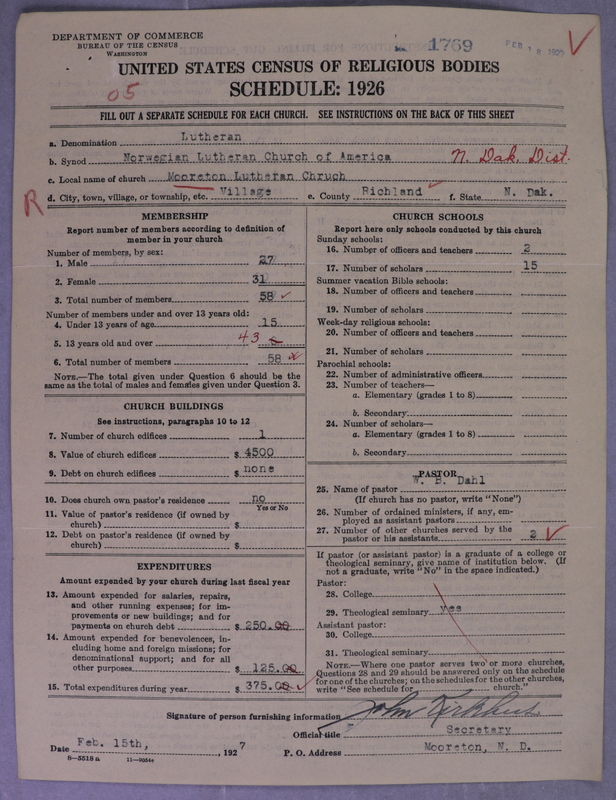 DEPARTMENT OF COMMERCE
BUREAU OF THE CENSUS
WASHINGTON
1769
FEB 18
UNITED STATES CENSUS OF RELIGIOUS BODIES
SCHEDULE: 1926
05
FILL OUT A SEPARATE SCHEDULE FOR EACH CHURCH. SEE INSTRUCTIONS ON THE BACK OF THIS SHEET
a. Denomination Lutheran
b. Synod Norwegian Lutheran Church of America N. Dak. Dist.
c. Local name of church Mooreton Lutheran Chruch
R d. City, town, village, or township, etc. Village e. County Richland f. State N. Dak.
MEMBERSHIP
Report number of members according to definition of
member in your church
Number of members, by sex:
1. Male 27
2. Female 31
3. Total number of members 58
Number of members under and over 13 years old:
4. Under 13 years of age 15
5. 13 years old and over 43
6. Total number of members 58
NOTE.—The total given under Question 6 should be the
same as the total of males and females given under Question 3.
CHURCH BUILDINGS
See instructions, paragraphs 10 to 12
7. Number of church edifices 1
8. Value of church edifices $ 4500
9. Debt on church edifices $ none
10. Does church own pastor's residence no
Yes or No
11. Value of pastor's residence (if owned by
church) $
12. Debt on pastor's residence (if owned by
church) $
EXPENDITURES
Amount expended by your church during last fiscal year
13. Amount expended for salaries, repairs,
and other running expenses; for im-
provements or new buildings; and for
payments on church debt $ 250.00
14. Amount expended for benevolences, in-
cluding home and foreign missions; for
denominational support; and for all
other purposes $ 125.00
15. Total expenditures during year $ 375.00
CHURCH SCHOOLS
Report here only schools conducted by this church
Sunday schools:
16. Number of officers and teachers 2
17. Number of scholars 15
Summer vacation Bible schools:
18. Number of officers and teachers
19. Number of scholars
Week-day religious schools:
20. Number of officers and teachers
21. Number of scholars
Parochial schools:
22. Number of administrative officers
23. Number of teachers—
a. Elementary (grades 1 to 8)
b. Secondary
24. Number of scholars—
a. Elementary (grades 1 to 8)
b. Secondary
PASTOR
25. Name of pastor W. B. Dahl
(If church has no pastor, write "None")
26. Number of ordained ministers, if any, em-
ployed as assistant pastors
27. Number of other churches served by the
pastor or his assistants 2
If pastor (or assistant pastor) is a graduate of a college or
theological seminary, give name of institution below. (If
not a graduate, write "No" in the space indicated.)
Pastor:
28. College
29. Theological seminary yes
Assistant pastor:
30. College
31. Theological seminary
NOTE.—Where one pastor serves two or more churches,
Questions 28 and 29 should be answered only on the schedule
for one of the churches; on the schedules for the other churches,
write "See schedule for church."
Signature of person furnishing information John Kirkhus
Official title Secretary
Date Feb. 15th, , 1927 P. O. Address Mooreton, N. D.
8—5518 a 11—9054